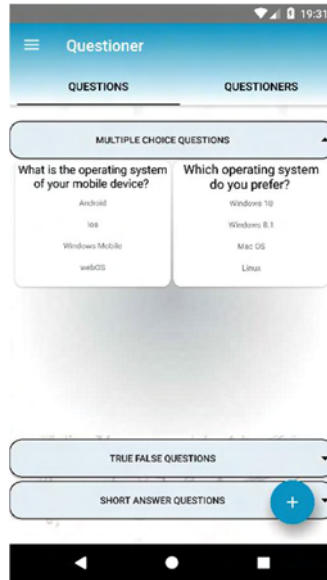 19:31
Questioner
QUESTIONS QUESTIONERS
MULTIPLE CHOICE QUESTIONS
What is the operating system
of your mobile device?
Android
Ios
Windows Mobile
webOS
Which operating system
do you prefer?
Windows 10
Windows 8.1
Mac OS
Linux
TRUE FALSE QUESTIONS
SHORT ANSWER QUESTIONS
+